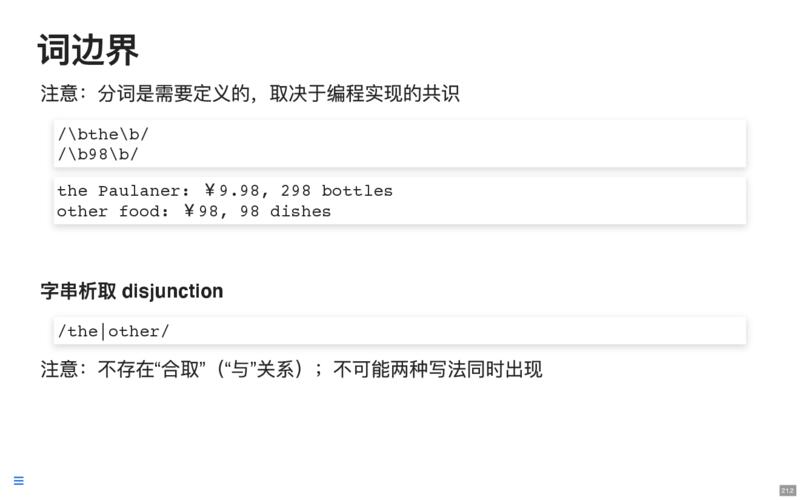 词边界
注意：分词是需要定义的，取决于编程实现的共识
/\bthe\b/
/\b98\b/
the Paulaner: ￥9.98, 298 bottles
other food: ￥98, 98 dishes
字串析取 disjunction
/the|other/
注意：不存在“合取”（“与”关系）；不可能两种写法同时出现
21.2